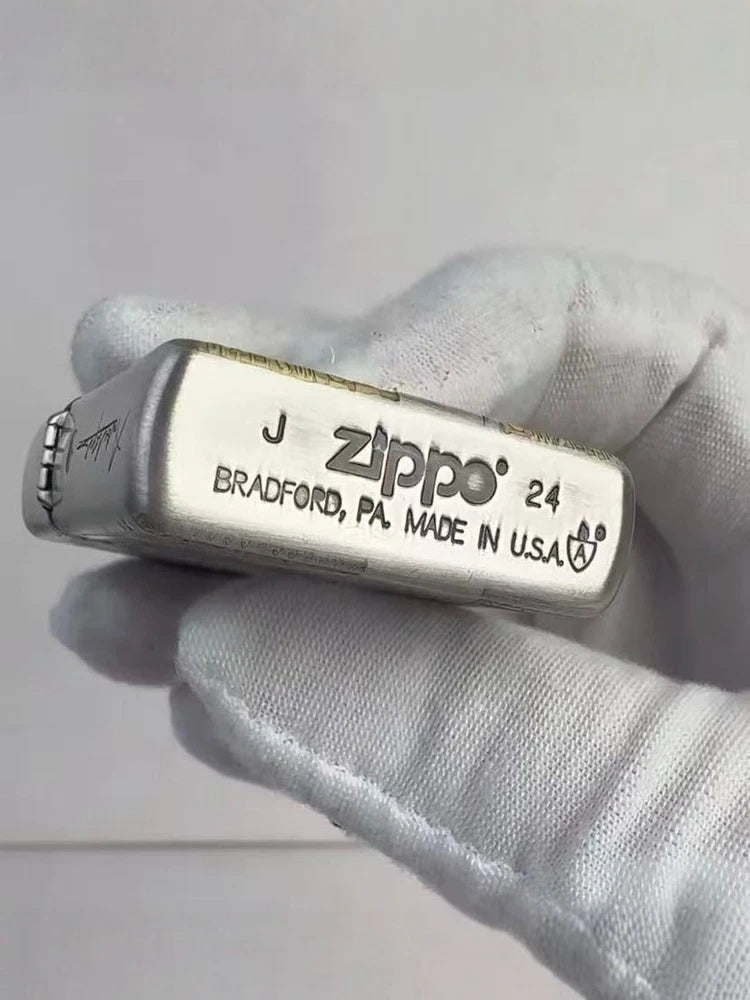 J zippo 24
BRADFORD, PA. MADE IN U.S.A.
A